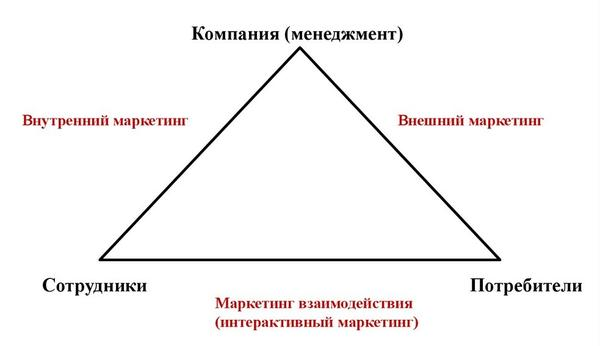 Компания (менеджмент)
Внутренний маркетинг
Внешний маркетинг
Сотрудники
Потребители
Маркетинг взаимодействия
(интерактивный маркетинг)